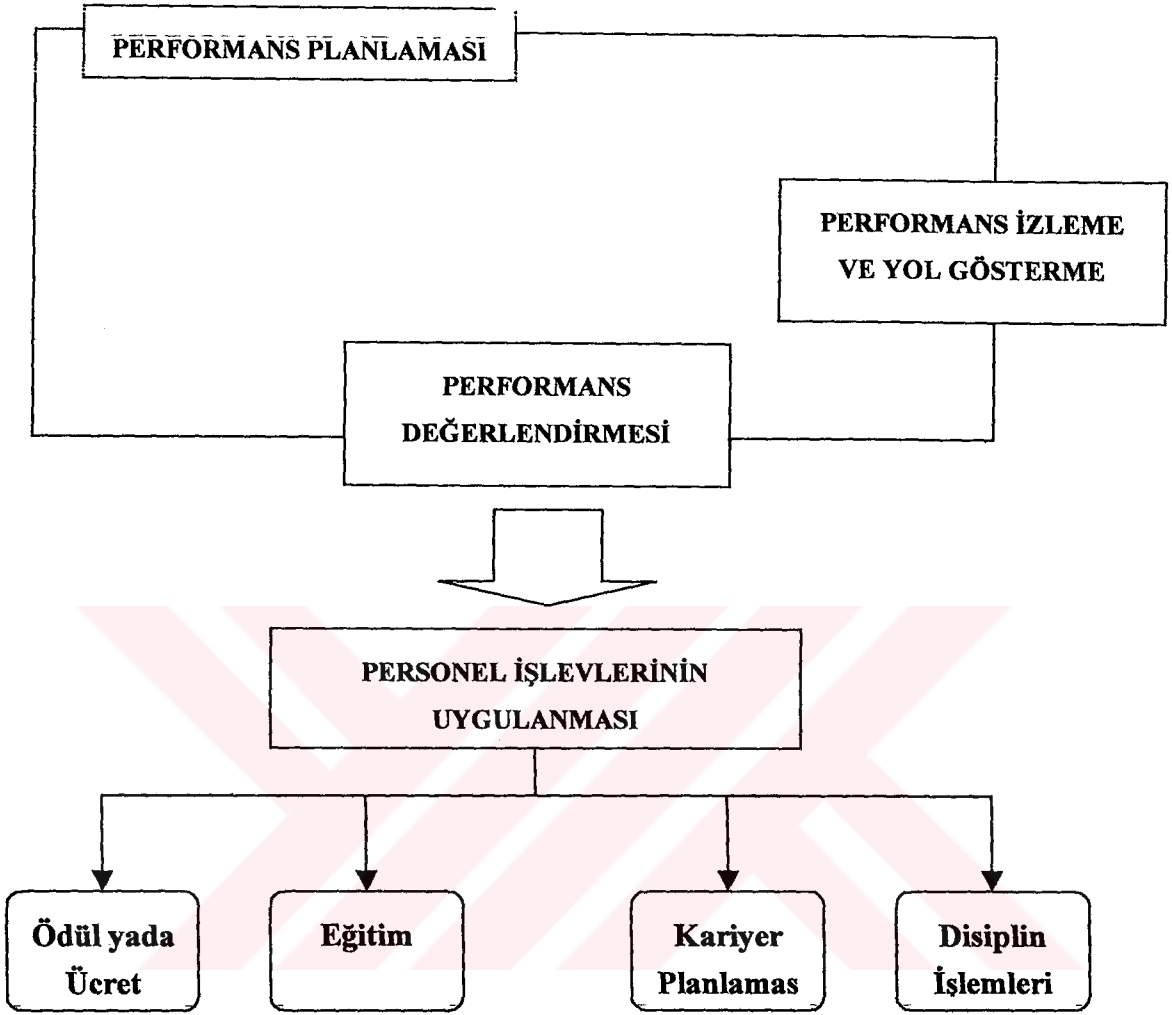 PERFORMANS PLANLAMASI
PERFORMANS İZLEME
VE YOL GÖSTERME
PERFORMANS
DEĞERLENDİRMESİ
PERSONEL İŞLEVLERİNİN
UYGULANMASI
Ödül yada
Ücret
Eğitim
Kariyer
Planlamas
Disiplin
İşlemleri